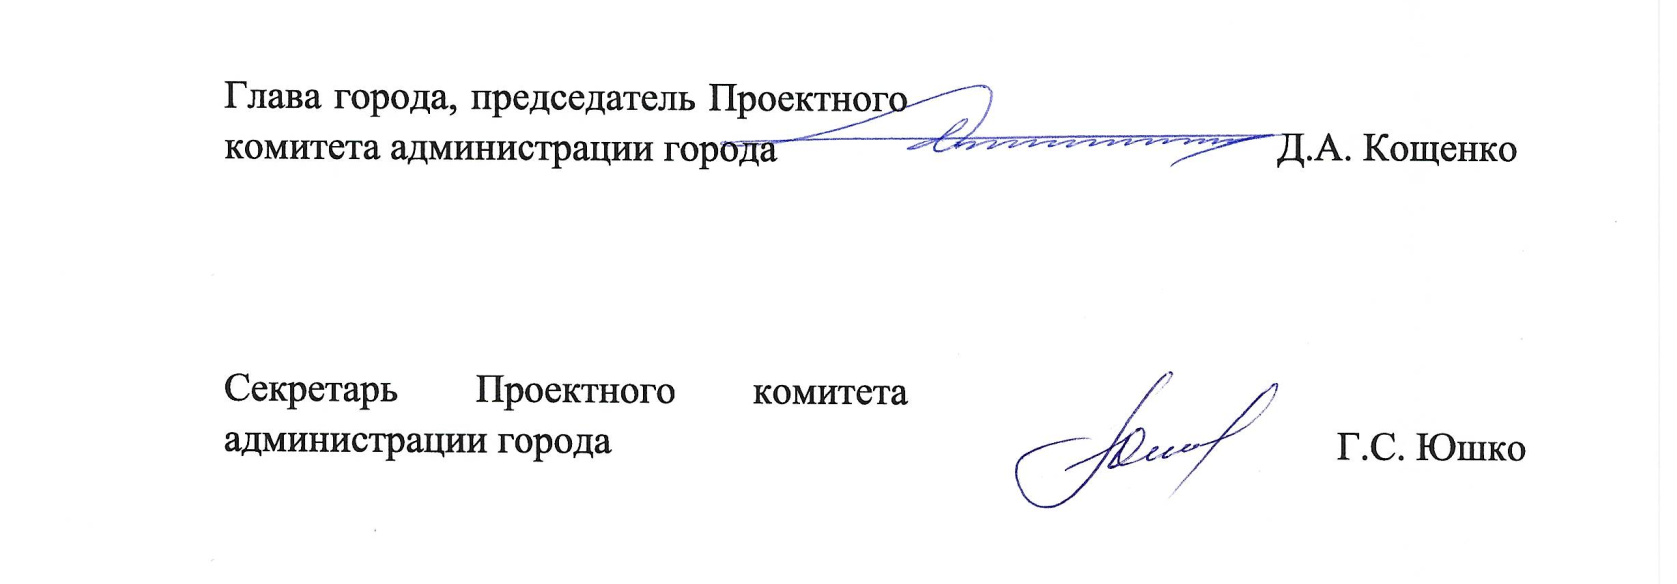 Глава города, председатель Проектного
комитета администрации города Д.А. Кощенко
Секретарь Проектного комитета
администрации города Г.С. Юшко